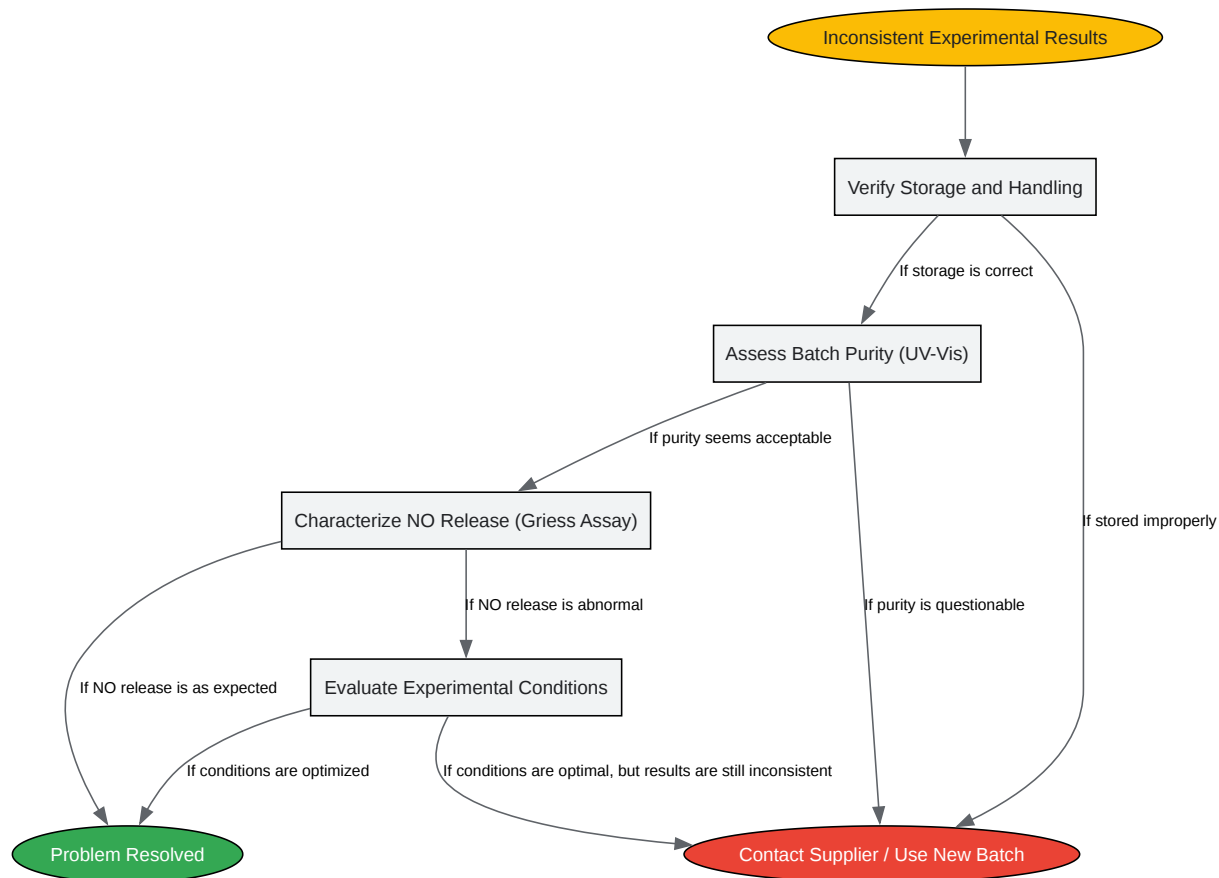 Inconsistent Experimental Results
Verify Storage and Handling
If storage is correct
Assess Batch Purity (UV-Vis)
If purity seems acceptable
Characterize NO Release (Griess Assay)
If stored improperly
If NO release is abnormal
If purity is questionable
Evaluate Experimental Conditions
If NO release is as expected
If conditions are optimized
If conditions are optimal, but results are still inconsistent
Problem Resolved
Contact Supplier / Use New Batch